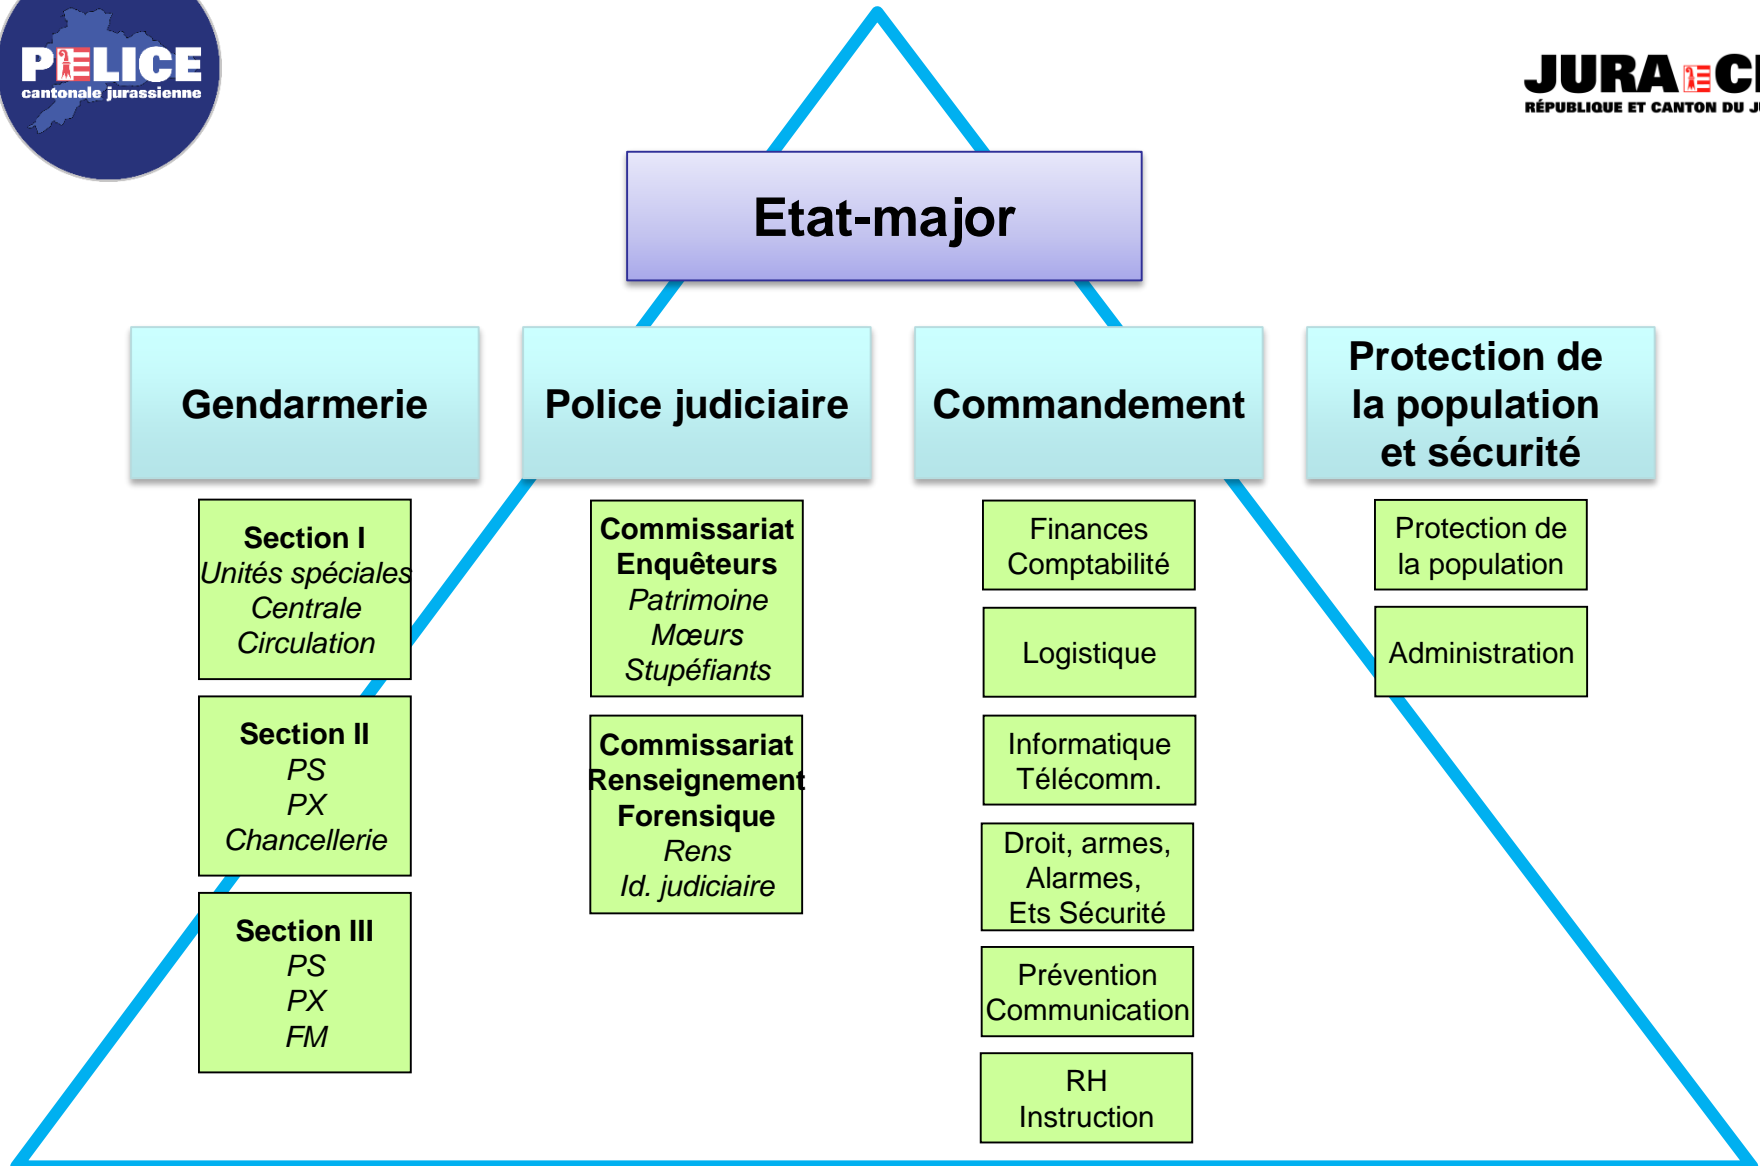 POLICE
cantonale jurassienne
JURA CH
RÉPUBLIQUE ET CANTON DU
Etat-major
Gendarmerie
Police judiciaire
Commandement
Protection de
la population
et sécurité
Section I
Unités spéciales
Centrale
Circulation
Section II
PS
PX
Chancellerie
Section III
PS
PX
FM
Commissariat
Enquêteurs
Patrimoine
Mœurs
Stupéfiants
Commissariat
Renseignement
Forensique
Rens
Id. judiciaire
Finances
Comptabilité
Logistique
Informatique
Télécomm.
Droit, armes,
Alarmes,
Ets Sécurité
Prévention
Communication
RH
Instruction
Protection de
la population
Administration